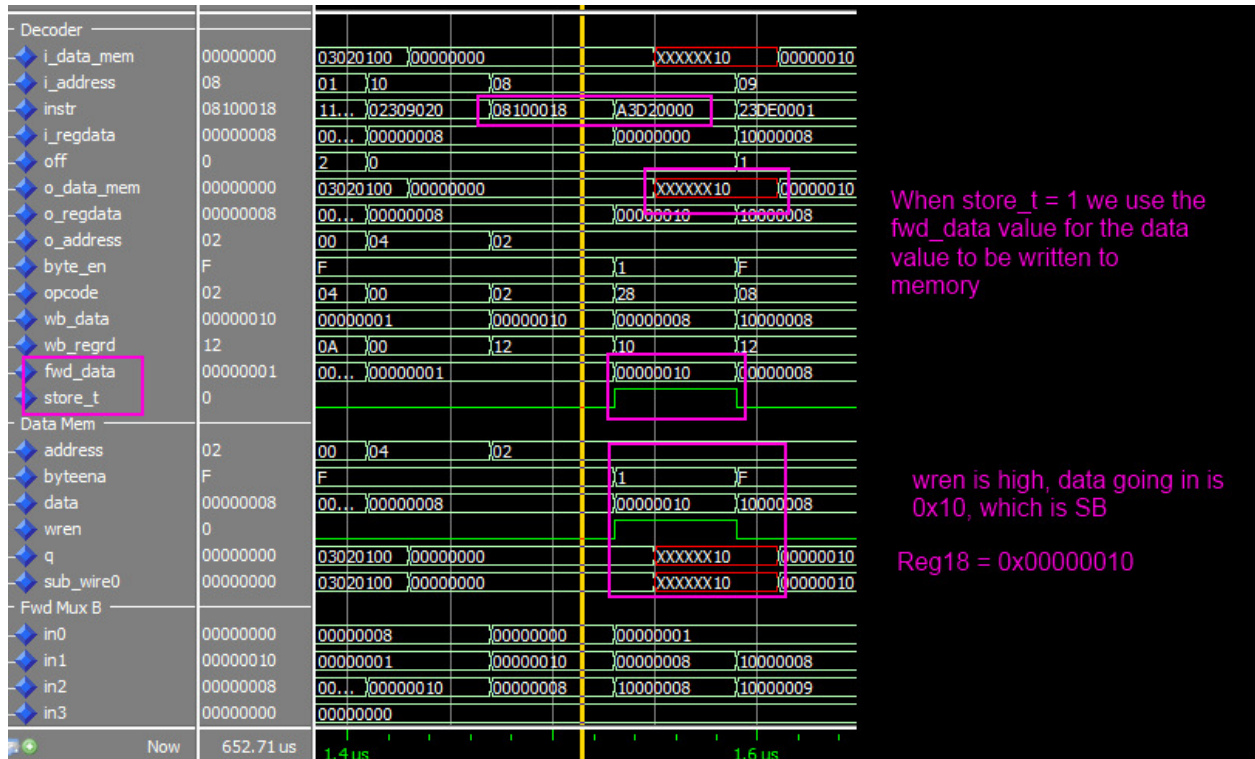 Decoder
i_data_mem 00000000 03020100 00000000 XXXXXX10 00000010
i_address 08 01 10 08 09
instr 08100018 11... 02309020 08100018 A3D20000 23DE0001
i_regdata 00000008 00... 00000008 00000000 10000008
off 0 2 0 1
o_data_mem 00000000 03020100 00000000 XXXXXX10 00000010
o_regdata 00000008 00... 00000008 00000010 10000008
o_address 02 00 04 02
byte_en F F 1 F
opcode 02 04 00 02 28 08
wb_data 00000010 00000001 00000010 00000008 10000008
wb_regrd 12 0A 00 12 10 12
fwd_data 00000001 00... 00000001 00000010 00000008
store_t 0
Data Mem
address 02 00 04 02
byteena F F 1 F
data 00000008 00... 00000008 00000010 10000008
wren 0
q 00000000 03020100 00000000 XXXXXX10 00000010
sub_wire0 00000000 03020100 00000000 XXXXXX10 00000010
Fwd Mux B
in0 00000000 00000008 00000000 00000001
in1 00000010 00000001 00000010 00000008 10000008
in2 00000008 00... 00000010 00000008 10000008 10000009
in3 00000000 00000000
Now 652.71 us 1.4 us 1.6 us
When store_t = 1 we use the
fwd_data value for the data
value to be written to
memory
wren is high, data going in is
0x10, which is SB
Reg18 = 0x00000010